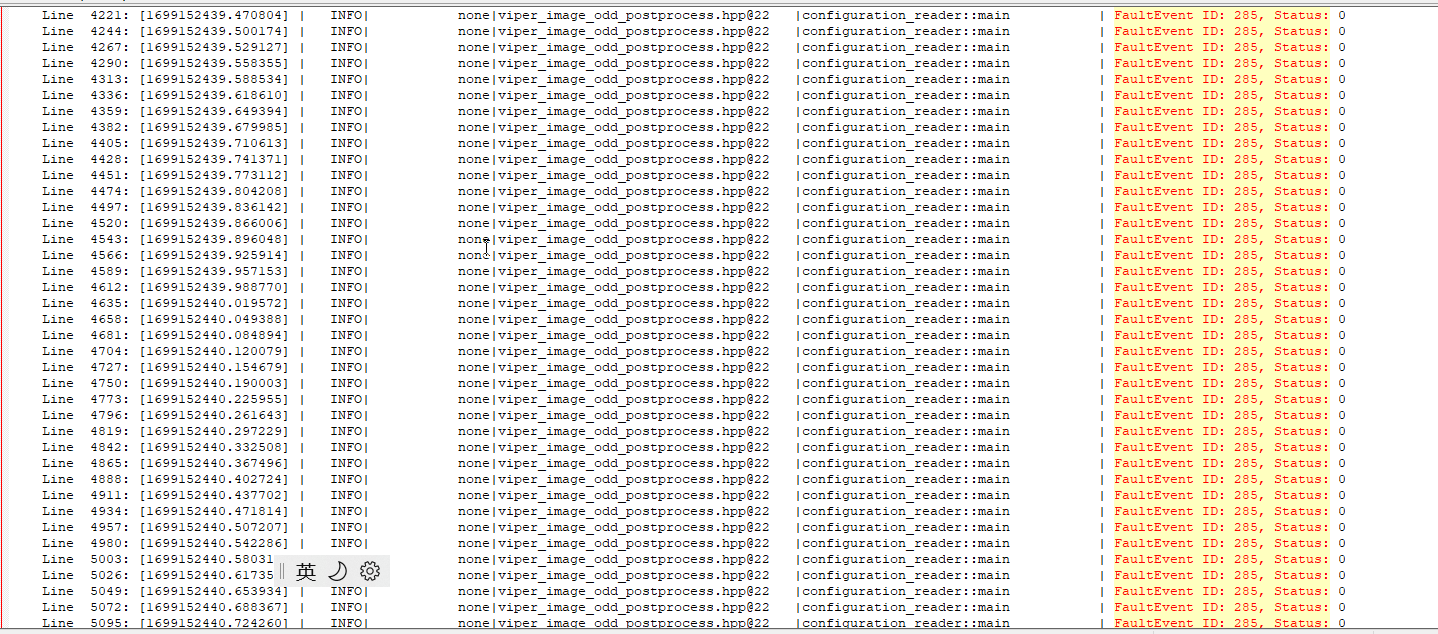 Line 4221: [1699152439.470804] | INFO| none|viper_image_odd_postprocess.hpp@22 |configuration_reader::main | FaultEvent ID: 285, Status: 0
Line 4244: [1699152439.500174] | INFO| none|viper_image_odd_postprocess.hpp@22 |configuration_reader::main | FaultEvent ID: 285, Status: 0
Line 4267: [1699152439.529127] | INFO| none|viper_image_odd_postprocess.hpp@22 |configuration_reader::main | FaultEvent ID: 285, Status: 0
Line 4290: [1699152439.558355] | INFO| none|viper_image_odd_postprocess.hpp@22 |configuration_reader::main | FaultEvent ID: 285, Status: 0
Line 4313: [1699152439.588534] | INFO| none|viper_image_odd_postprocess.hpp@22 |configuration_reader::main | FaultEvent ID: 285, Status: 0
Line 4336: [1699152439.618610] | INFO| none|viper_image_odd_postprocess.hpp@22 |configuration_reader::main | FaultEvent ID: 285, Status: 0
Line 4359: [1699152439.649394] | INFO| none|viper_image_odd_postprocess.hpp@22 |configuration_reader::main | FaultEvent ID: 285, Status: 0
Line 4382: [1699152439.679985] | INFO| none|viper_image_odd_postprocess.hpp@22 |configuration_reader::main | FaultEvent ID: 285, Status: 0
Line 4405: [1699152439.710613] | INFO| none|viper_image_odd_postprocess.hpp@22 |configuration_reader::main | FaultEvent ID: 285, Status: 0
Line 4428: [1699152439.741371] | INFO| none|viper_image_odd_postprocess.hpp@22 |configuration_reader::main | FaultEvent ID: 285, Status: 0
Line 4451: [1699152439.773112] | INFO| none|viper_image_odd_postprocess.hpp@22 |configuration_reader::main | FaultEvent ID: 285, Status: 0
Line 4474: [1699152439.804208] | INFO| none|viper_image_odd_postprocess.hpp@22 |configuration_reader::main | FaultEvent ID: 285, Status: 0
Line 4497: [1699152439.836142] | INFO| none|viper_image_odd_postprocess.hpp@22 |configuration_reader::main | FaultEvent ID: 285, Status: 0
Line 4520: [1699152439.866006] | INFO| none|viper_image_odd_postprocess.hpp@22 |configuration_reader::main | FaultEvent ID: 285, Status: 0
Line 4543: [1699152439.896048] | INFO| none|viper_image_odd_postprocess.hpp@22 |configuration_reader::main | FaultEvent ID: 285, Status: 0
Line 4566: [1699152439.925914] | INFO| none|viper_image_odd_postprocess.hpp@22 |configuration_reader::main | FaultEvent ID: 285, Status: 0
Line 4589: [1699152439.957153] | INFO| none|viper_image_odd_postprocess.hpp@22 |configuration_reader::main | FaultEvent ID: 285, Status: 0
Line 4612: [1699152439.988770] | INFO| none|viper_image_odd_postprocess.hpp@22 |configuration_reader::main | FaultEvent ID: 285, Status: 0
Line 4635: [1699152440.019572] | INFO| none|viper_image_odd_postprocess.hpp@22 |configuration_reader::main | FaultEvent ID: 285, Status: 0
Line 4658: [1699152440.049388] | INFO| none|viper_image_odd_postprocess.hpp@22 |configuration_reader::main | FaultEvent ID: 285, Status: 0
Line 4681: [1699152440.084894] | INFO| none|viper_image_odd_postprocess.hpp@22 |configuration_reader::main | FaultEvent ID: 285, Status: 0
Line 4704: [1699152440.120079] | INFO| none|viper_image_odd_postprocess.hpp@22 |configuration_reader::main | FaultEvent ID: 285, Status: 0
Line 4727: [1699152440.154679] | INFO| none|viper_image_odd_postprocess.hpp@22 |configuration_reader::main | FaultEvent ID: 285, Status: 0
Line 4750: [1699152440.190003] | INFO| none|viper_image_odd_postprocess.hpp@22 |configuration_reader::main | FaultEvent ID: 285, Status: 0
Line 4773: [1699152440.225955] | INFO| none|viper_image_odd_postprocess.hpp@22 |configuration_reader::main | FaultEvent ID: 285, Status: 0
Line 4796: [1699152440.261643] | INFO| none|viper_image_odd_postprocess.hpp@22 |configuration_reader::main | FaultEvent ID: 285, Status: 0
Line 4819: [1699152440.297229] | INFO| none|viper_image_odd_postprocess.hpp@22 |configuration_reader::main | FaultEvent ID: 285, Status: 0
Line 4842: [1699152440.332508] | INFO| none|viper_image_odd_postprocess.hpp@22 |configuration_reader::main | FaultEvent ID: 285, Status: 0
Line 4865: [1699152440.367496] | INFO| none|viper_image_odd_postprocess.hpp@22 |configuration_reader::main | FaultEvent ID: 285, Status: 0
Line 4888: [1699152440.402724] | INFO| none|viper_image_odd_postprocess.hpp@22 |configuration_reader::main | FaultEvent ID: 285, Status: 0
Line 4911: [1699152440.437702] | INFO| none|viper_image_odd_postprocess.hpp@22 |configuration_reader::main | FaultEvent ID: 285, Status: 0
Line 4934: [1699152440.471814] | INFO| none|viper_image_odd_postprocess.hpp@22 |configuration_reader::main | FaultEvent ID: 285, Status: 0
Line 4957: [1699152440.507207] | INFO| none|viper_image_odd_postprocess.hpp@22 |configuration_reader::main | FaultEvent ID: 285, Status: 0
Line 4980: [1699152440.542286] | INFO| none|viper_image_odd_postprocess.hpp@22 |configuration_reader::main | FaultEvent ID: 285, Status: 0
Line 5003: [1699152440.58031 none|viper_image_odd_postprocess.hpp@22 |configuration_reader::main | FaultEvent ID: 285, Status: 0
英
Line 5026: [1699152440.61735 none|viper_image_odd_postprocess.hpp@22 |configuration_reader::main | FaultEvent ID: 285, Status: 0
Line 5049: [1699152440.653934] | INFO| none|viper_image_odd_postprocess.hpp@22 |configuration_reader::main | FaultEvent ID: 285, Status: 0
Line 5072: [1699152440.688367] | INFO| none|viper_image_odd_postprocess.hpp@22 |configuration_reader::main | FaultEvent ID: 285, Status: 0
Line 5095: [1699152440.724260] | INFO| none|viper_image_odd_postprocess.hpp@22 |configuration_reader::main | FaultEvent ID: 285, Status: 0